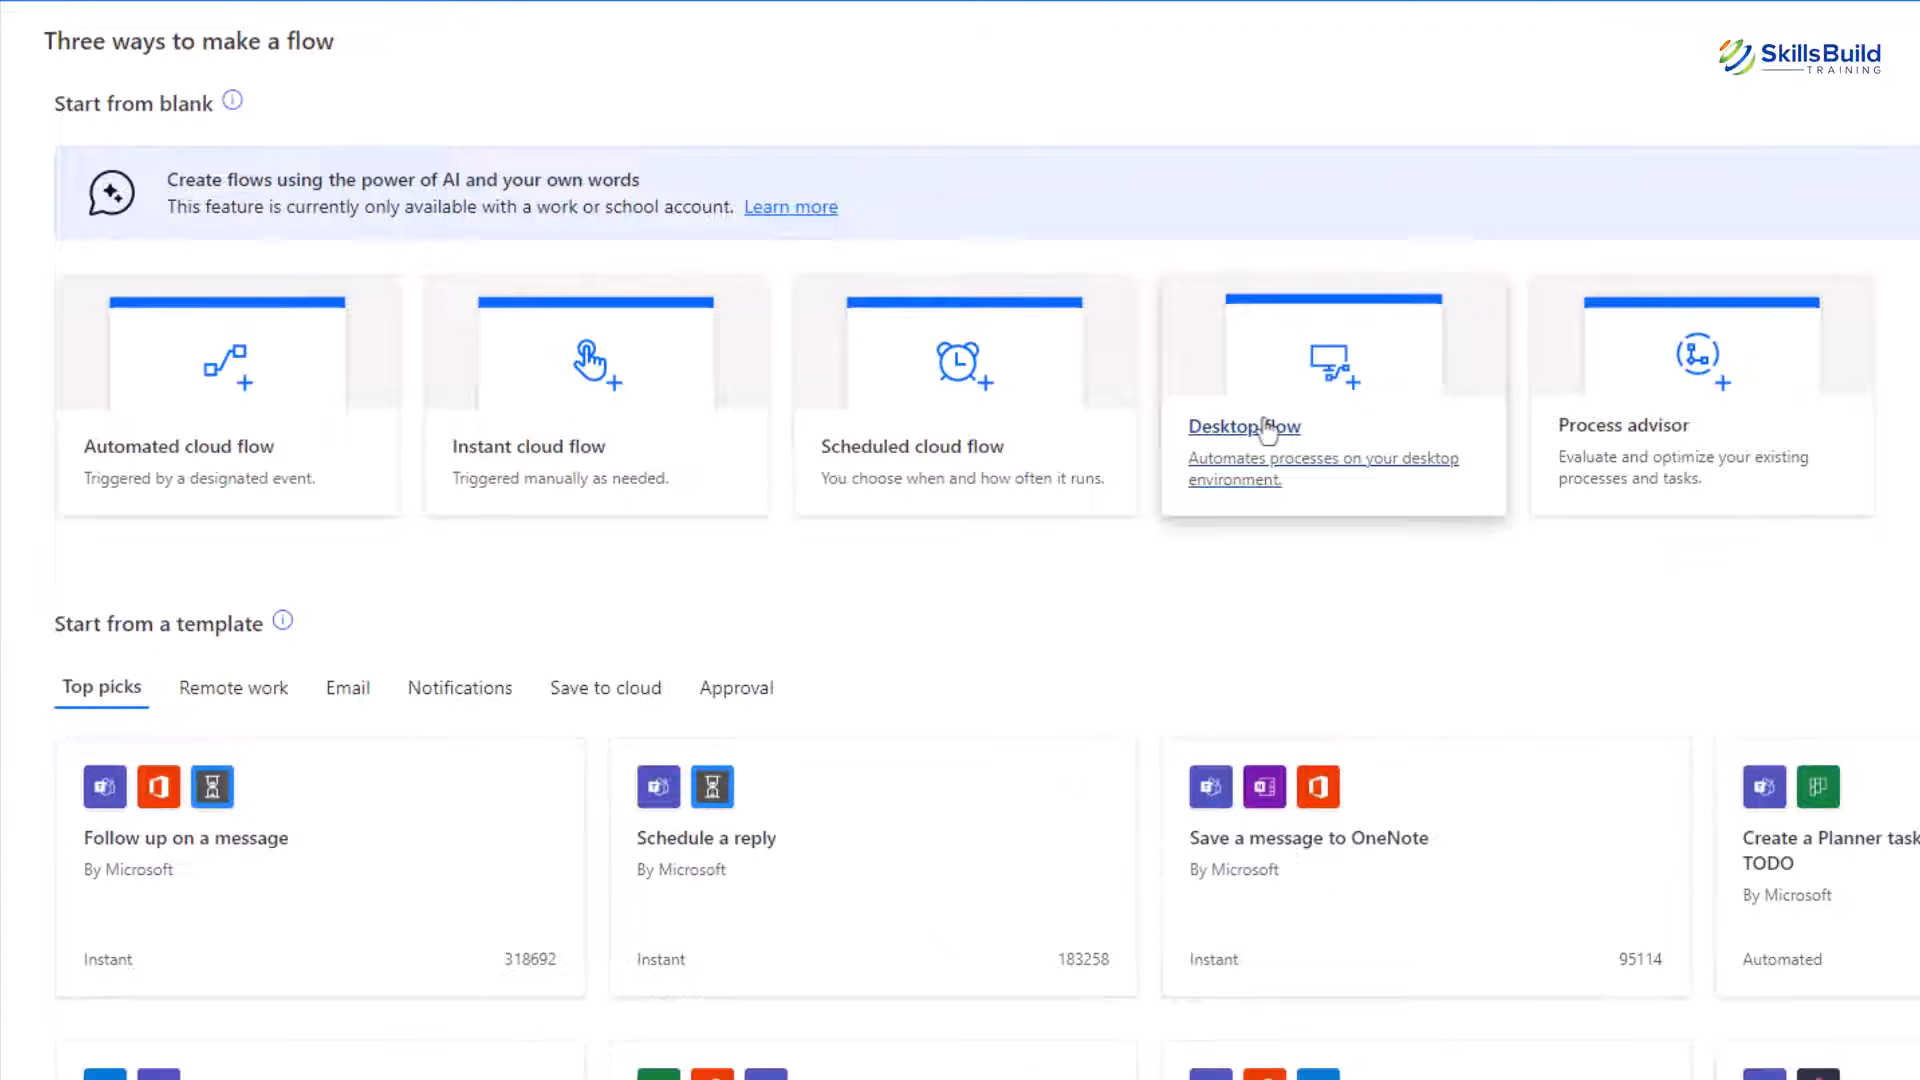 Three ways to make a flow
SkillsBuild
TRAINING
Start from blank
Create flows using the power of AI and your own words
This feature is currently only available with a work or school account. Learn more
Automated cloud flow
Triggered by a designated event.
Instant cloud flow
Triggered manually as needed.
Scheduled cloud flow
You choose when and how often it runs.
Desktop flow
Automates processes on your desktop
environment.
Process advisor
Evaluate and optimize your existing
processes and tasks.
Start from a template
Top picks Remote work Email Notifications Save to cloud Approval
Follow up on a message
By Microsoft
Instant 318692
Schedule a reply
By Microsoft
Instant 183258
Save a message to OneNote
By Microsoft
Instant 95114
Create a Planner task
TODO
By Microsoft
Automated